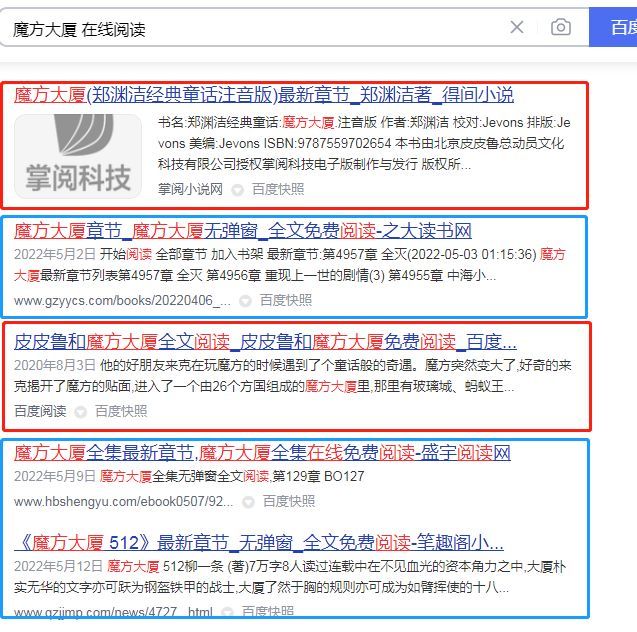 魔方大厦 在线阅读
百度
魔方大厦(郑渊洁经典童话注音版)最新章节_郑渊洁著_得间小说
掌阅科技
书名:郑渊洁经典童话:魔方大厦.注音版 作者:郑渊洁 校对:Jevons 排版:Je
vons 美编:Jevons ISBN:9787559702654 本书由北京皮皮鲁总动员文化
科技有限公司授权掌阅科技电子版制作与发行 版权所...
掌阅小说网 百度快照
魔方大厦章节_魔方大厦无弹窗_全文免费阅读-之大读书网
2022年5月2日 开始阅读 全部章节 加入书架 最新章节:第4957章 全灭(2022-05-03 01:15:36) 魔方
大厦最新章节列表第4957章 全灭 第4956章 重现上一世的剧情(3) 第4955章 中海小...
www.gzyycs.com/books/20220406_... 百度快照
皮皮鲁和魔方大厦全文阅读_皮皮鲁和魔方大厦免费阅读_百度...
2020年8月3日 他的好朋友来克在玩魔方的时候遇到了个童话般的奇遇。魔方突然变大了,好奇的来
克揭开了魔方的贴面,进入了一个由26个方国组成的魔方大厦里,那里有玻璃城、蚂蚁王...
百度阅读 百度快照
魔方大厦全集最新章节,魔方大厦全集在线免费阅读-盛宇阅读网
2022年5月9日 魔方大厦全集无弹窗全文阅读,第129章 BO127
www.hbshengyu.com/ebook0507/92... 百度快照
《魔方大厦 512》最新章节_无弹窗_全文免费阅读-笔趣阁小...
2022年5月12日 魔方大厦 512柳一条 (著)7万字8人读过连载中在不见血光的资本角力之中,大厦朴
实无华的文字亦可跃为钢盔铁甲的战士,大厦了然于胸的规则亦可成为如臂挥使的十八...
www.gzjjmp.com/news/4727_.html 百度快照